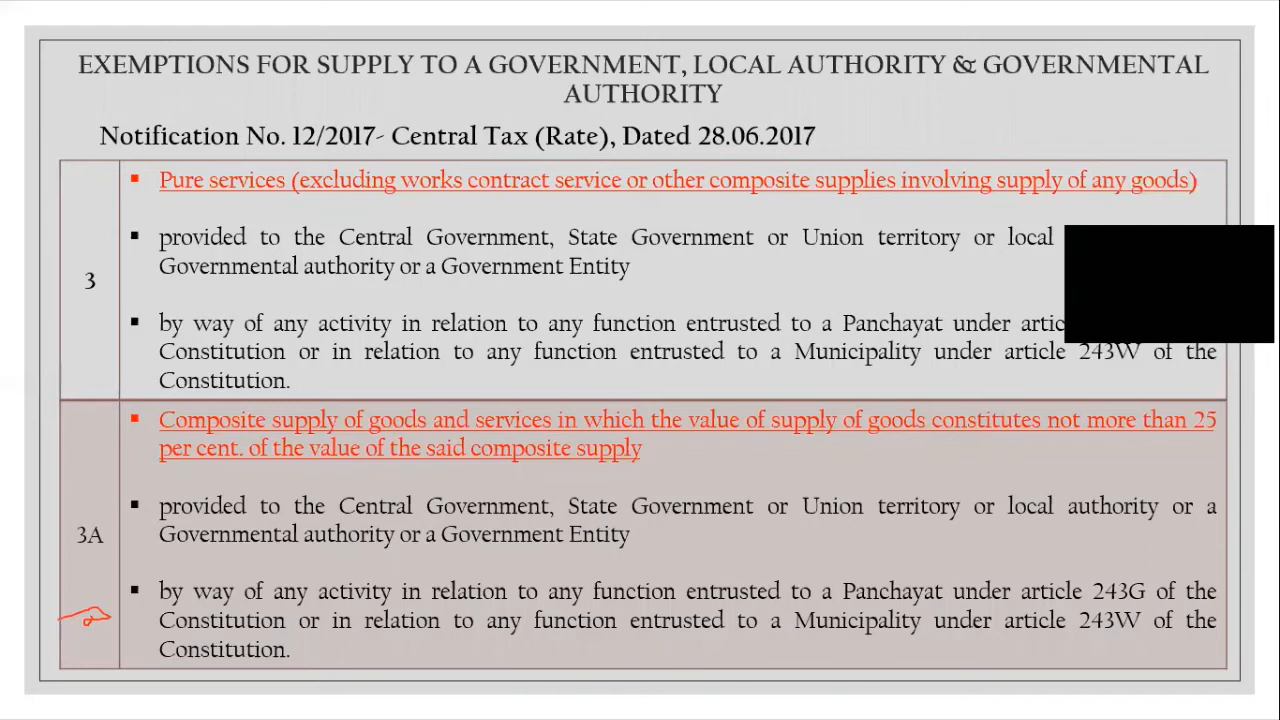 EXEMPTIONS FOR SUPPLY TO A GOVERNMENT, LOCAL AUTHORITY & GOVERNMENTAL
AUTHORITY
Notification No. 12/2017- Central Tax (Rate), Dated 28.06.2017
▪ Pure services (excluding works contract service or other composite supplies involving supply of any goods)
▪ provided to the Central Government, State Government or Union territory or local
Governmental authority or a Government Entity
3
▪ by way of any activity in relation to any function entrusted to a Panchayat under
Constitution or in relation to any function entrusted to a Municipality under article 243W of the
Constitution.
▪ Composite supply of goods and services in which the value of supply of goods constitutes not more than 25
per cent. of the value of the said composite supply
▪ provided to the Central Government, State Government or Union territory or local authority or a
Governmental authority or a Government Entity
3A
▪ by way of any activity in relation to any function entrusted to a Panchayat under article 243G of the
Constitution or in relation to any function entrusted to a Municipality under article 243W of the
Constitution.